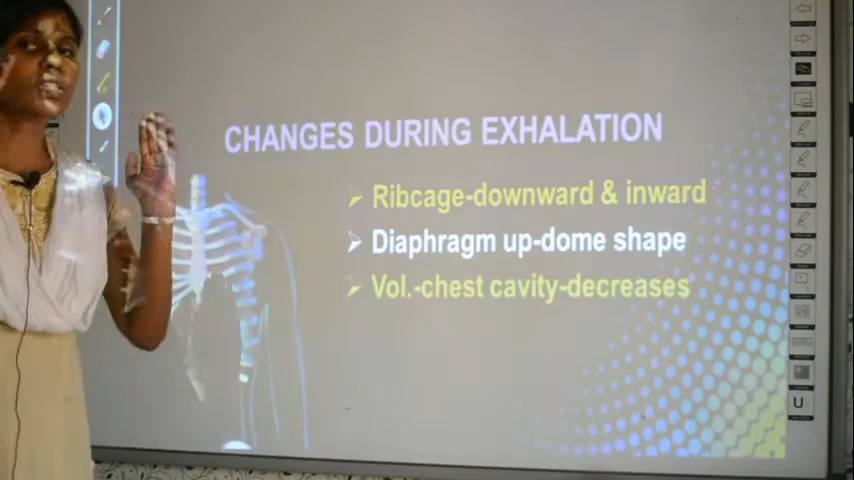 CHANGES DURING EXHALATION
Ribcage-downward & inward
Diaphragm up-dome shape
Vol.-chest cavity-decreases
U